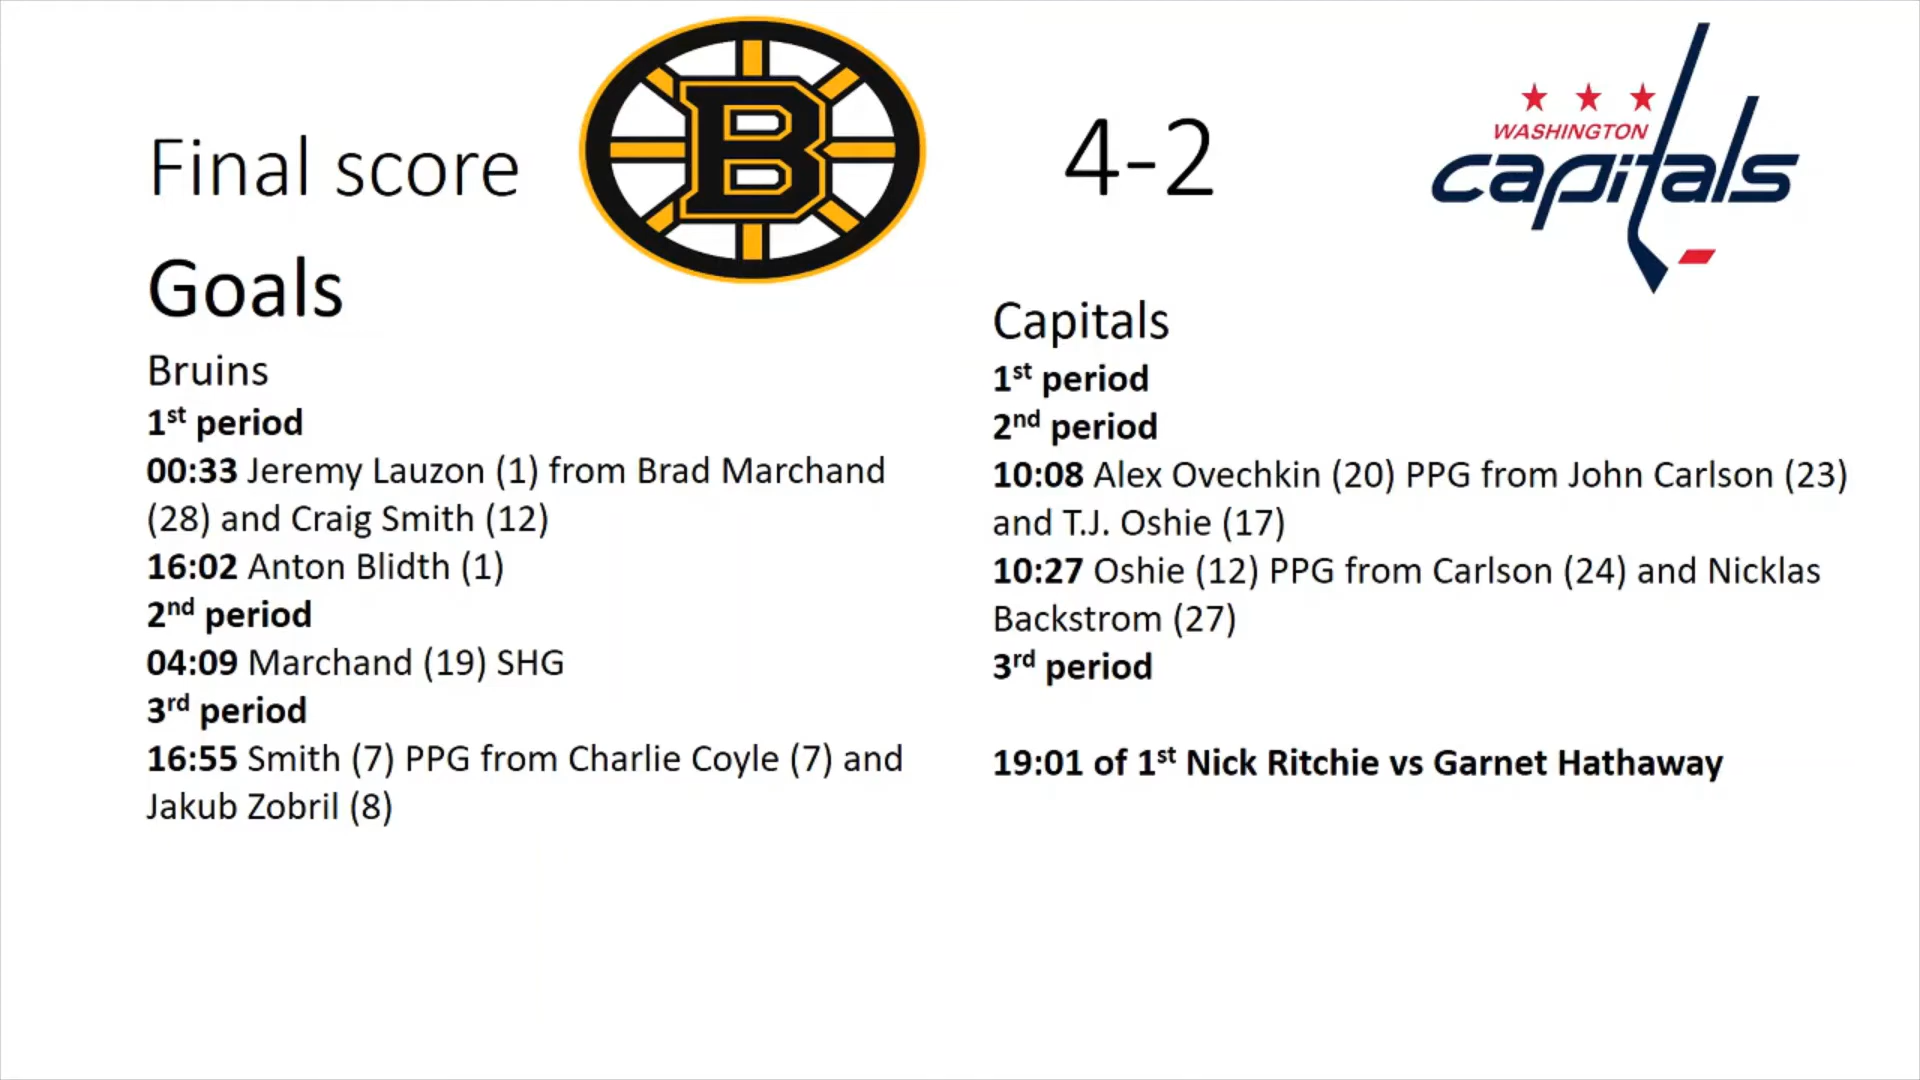 Final score
B
4-2
WASHINGTON
capitals
Goals
Bruins
1st period
00:33 Jeremy Lauzon (1) from Brad Marchand
(28) and Craig Smith (12)
16:02 Anton Blidth (1)
2nd period
04:09 Marchand (19) SHG
3rd period
16:55 Smith (7) PPG from Charlie Coyle (7) and
Jakub Zobril (8)
Capitals
1st period
2nd period
10:08 Alex Ovechkin (20) PPG from John Carlson (23)
and T.J. Oshie (17)
10:27 Oshie (12) PPG from Carlson (24) and Nicklas
Backstrom (27)
3rd period
19:01 of 1st Nick Ritchie vs Garnet Hathaway